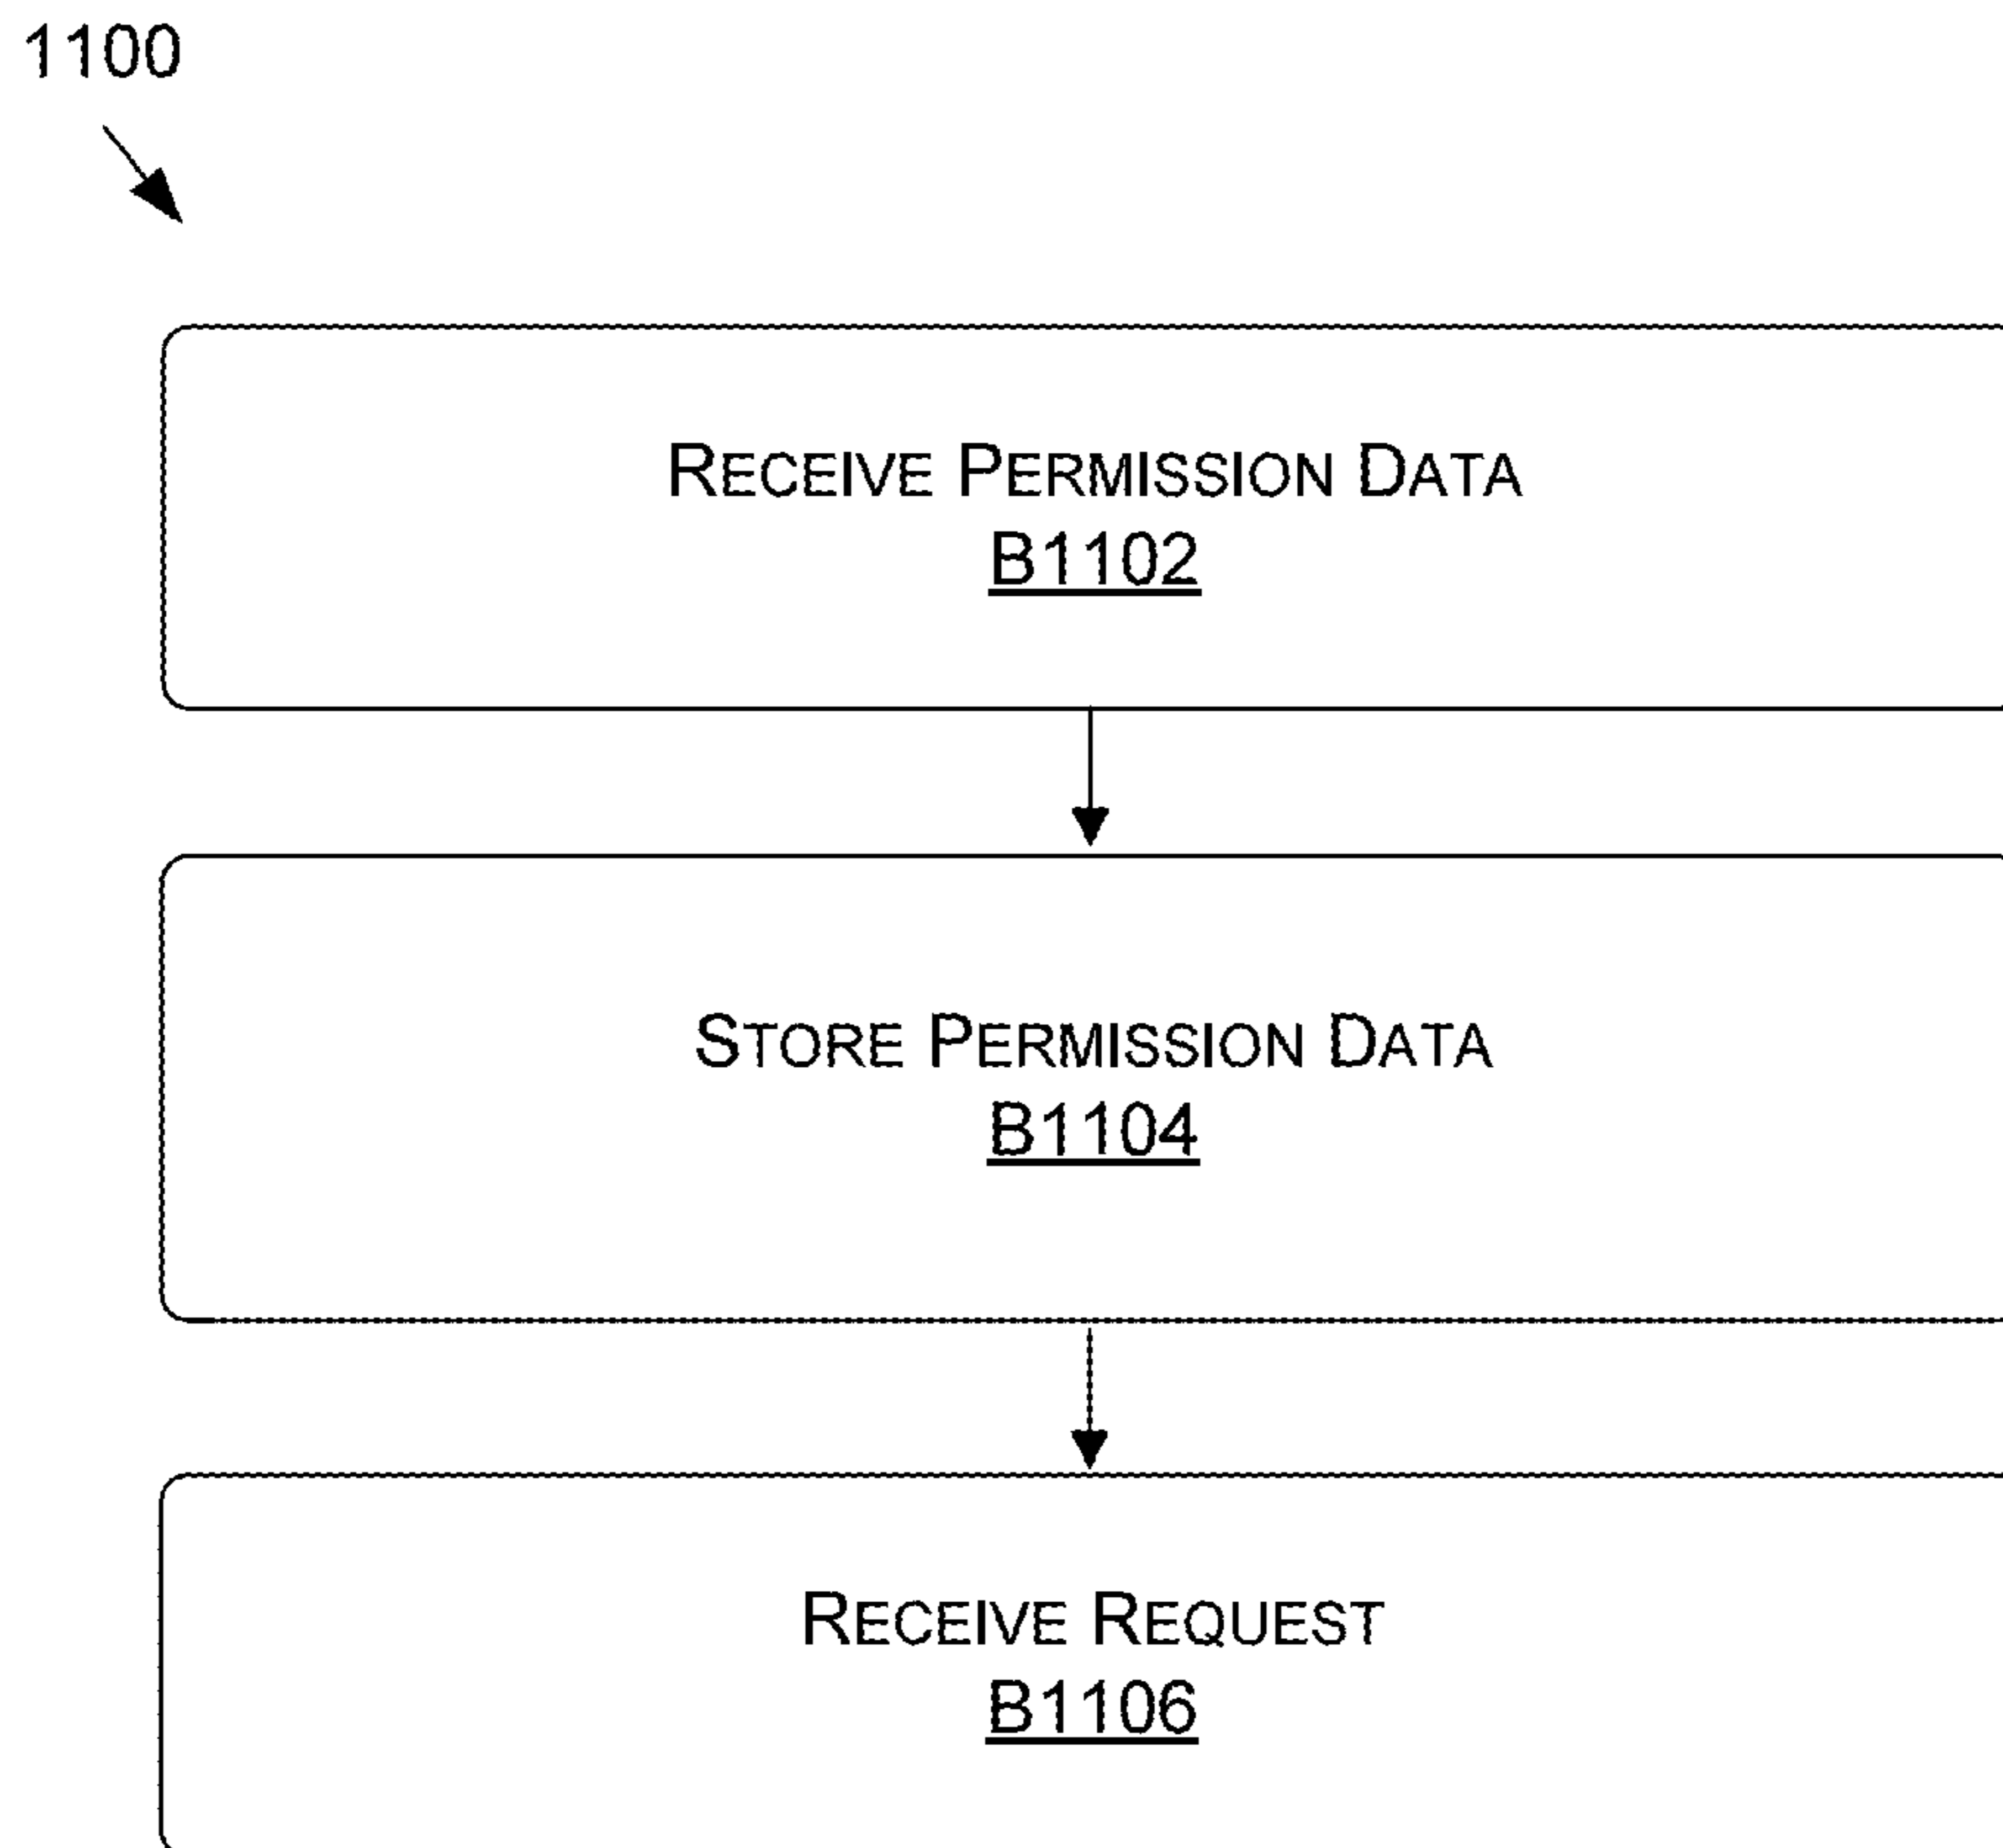 1100
RECEIVE PERMISSION DATA
B1102
STORE PERMISSION DATA
B1104
RECEIVE REQUEST
B1106